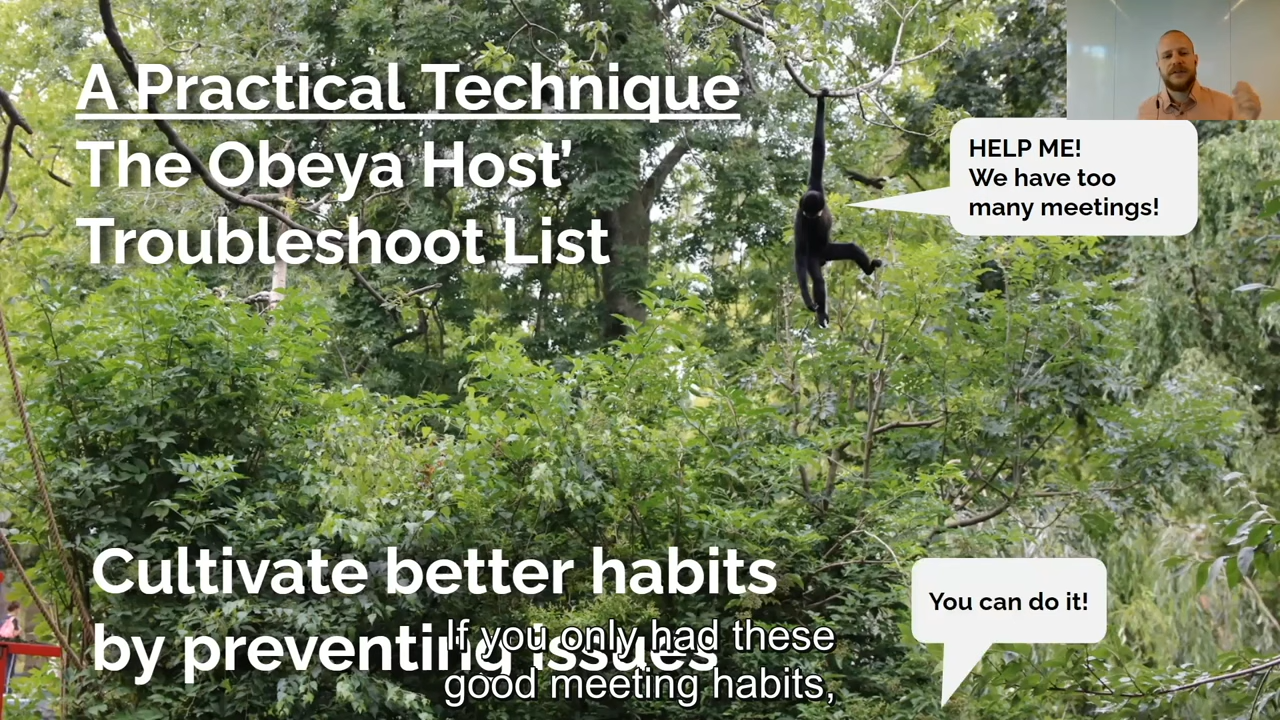 A Practical Technique
The Obeya Host'
Troubleshoot List
HELP ME!
We have too
many meetings!
Cultivate better habits
by preventing issues
You can do it!
If you only had these
good meeting habits,